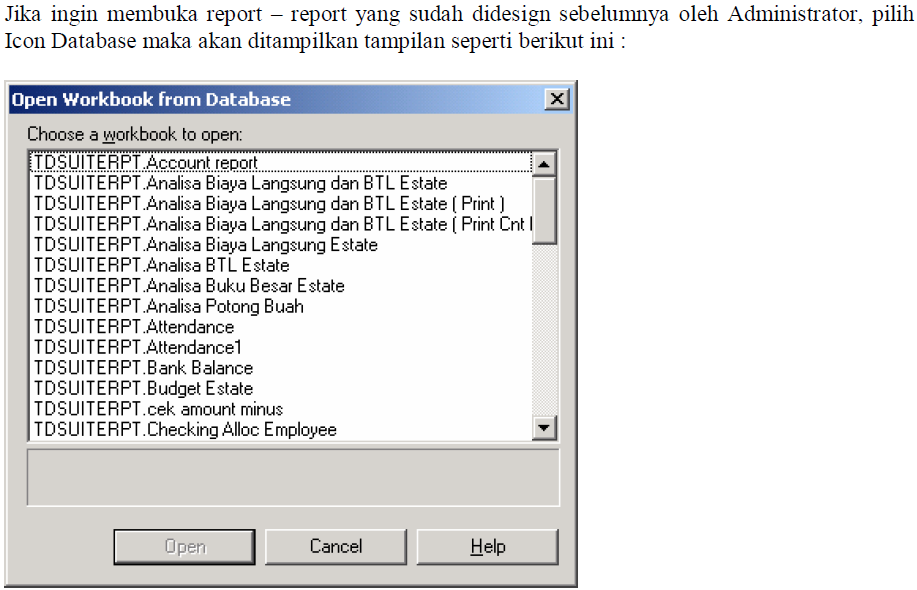 Jika ingin membuka report – report yang sudah didesign sebelumnya oleh Administrator, pilih
Icon Database maka akan ditampilkan tampilan seperti berikut ini :
Open Workbook from Database
Choose a workbook to open:
TDSUITERPT.Account report
TDSUITERPT.Analisa Biaya Langsung dan BTL Estate
TDSUITERPT.Analisa Biaya Langsung dan BTL Estate ( Print )
TDSUITERPT.Analisa Biaya Langsung dan BTL Estate ( Print Cnt
TDSUITERPT.Analisa Biaya Langsung Estate
TDSUITERPT.Analisa BTL Estate
TDSUITERPT.Analisa Buku Besar Estate
TDSUITERPT.Analisa Potong Buah
TDSUITERPT.Attendance
TDSUITERPT.Attendance1
TDSUITERPT.Bank Balance
TDSUITERPT.Budget Estate
TDSUITERPT.cek amount minus
TDSUITERPT.Checking Alloc Employee
Open
Cancel
Help